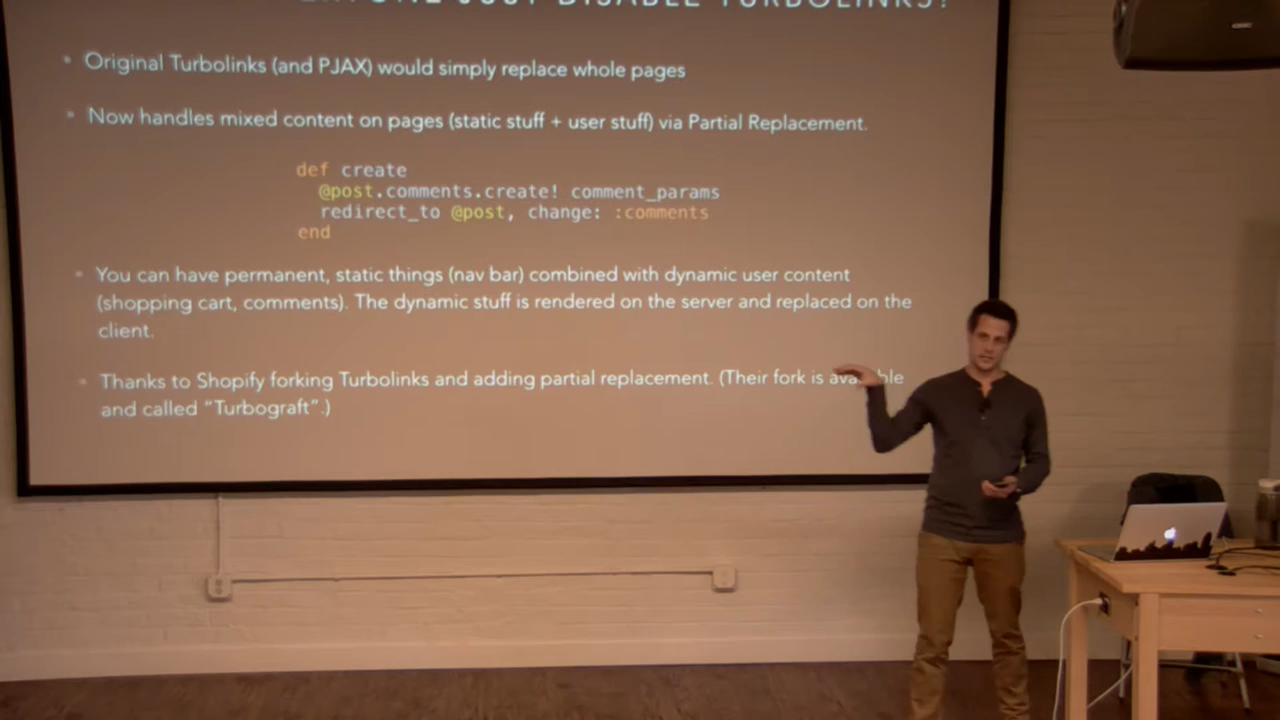 JUST DISABLE TURBOLINKS?
Original Turbolinks (and PJAX) would simply replace whole pages
Now handles mixed content on pages (static stuff + user stuff) via Partial Replacement.
def create
@post.comments.create! comment_params
redirect_to @post, change: :comments
end
You can have permanent, static things (nav bar) combined with dynamic user content
(shopping cart, comments). The dynamic stuff is rendered on the server and replaced on the
client.
Thanks to Shopify forking Turbolinks and adding partial replacement. (Their fork is
and called “Turbograft”.)